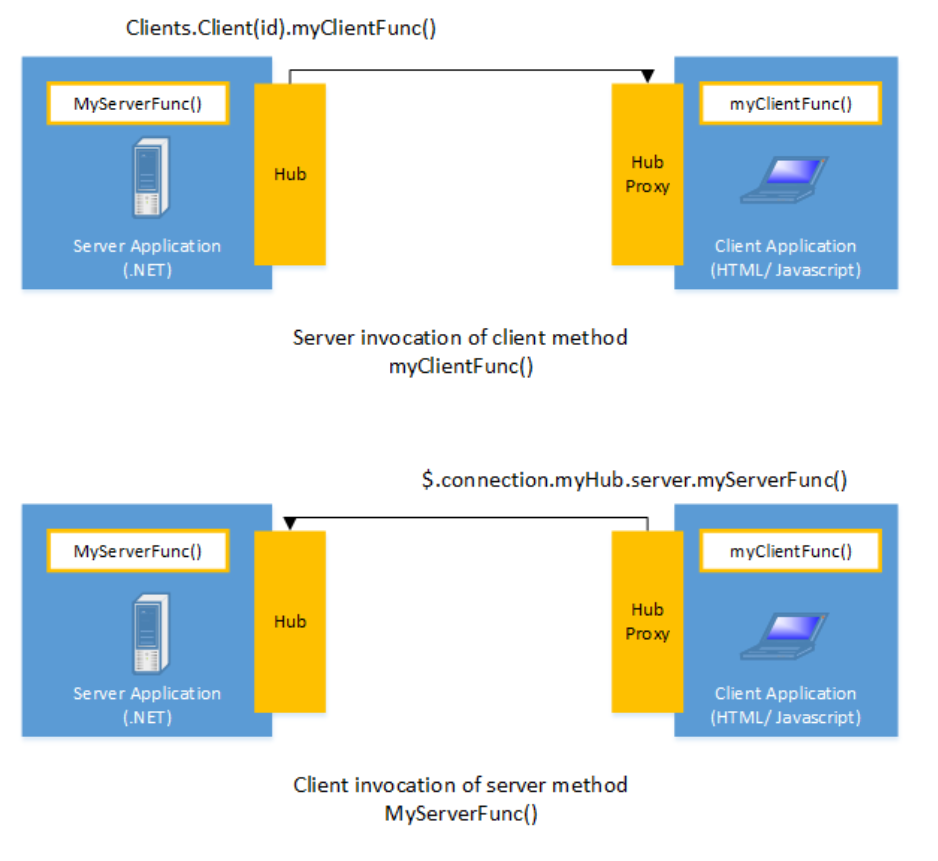 Clients.Client(id).myClientFunc()
MyServerFunc()
Hub
Server Application
(.NET)
Hub
Proxy
myClientFunc()
Client Application
(HTML/ Javascript)
Server invocation of client method
myClientFunc()
$.connection.myHub.server.myServerFunc()
MyServerFunc()
Hub
Server Application
(.NET)
Hub
Proxy
myClientFunc()
Client Application
(HTML/ Javascript)
Client invocation of server method
MyServerFunc()